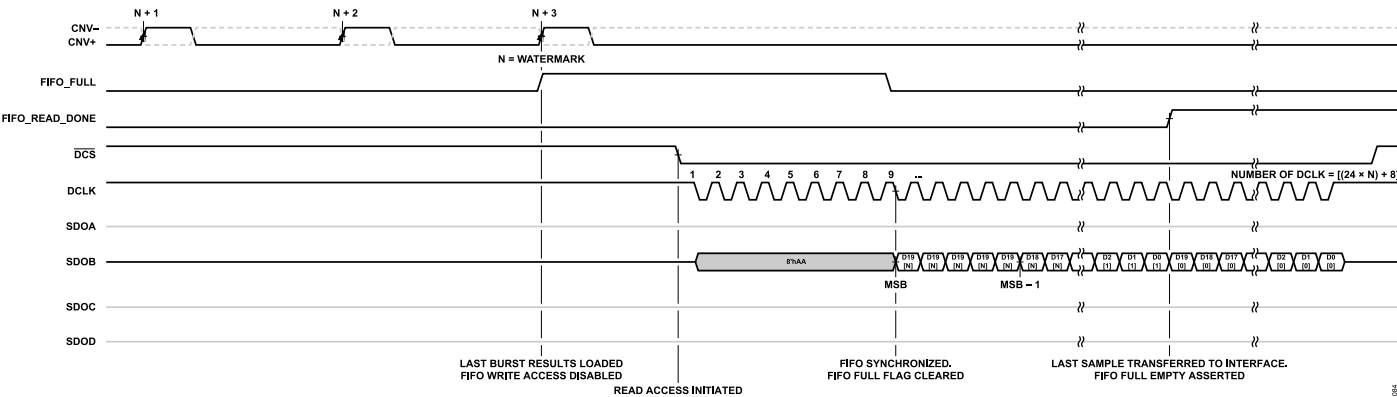 N + 1
N + 2
N + 3
CNV–
CNV+
N = WATERMARK
FIFO_FULL
FIFO_READ_DONE
DCS
1 2 3 4 5 6 7 8 9 ... NUMBER OF DCLK = [(24 × N) + 8]
DCLK
SDOA
SDOB
8'hAA
D19 D19 D19 D19 D19 D18 D17 D2 D1 D0 D19 D18 D17 D2 D1 D0
[N] [N] [N] [N] [N] [N] [N] [1] [1] [1] [0] [0] [0] [0] [0] [0]
MSB
MSB – 1
SDOC
SDOD
LAST BURST RESULTS LOADED
FIFO WRITE ACCESS DISABLED
READ ACCESS INITIATED
FIFO SYNCHRONIZED.
FIFO FULL FLAG CLEARED
LAST SAMPLE TRANSFERRED TO INTERFACE.
FIFO FULL EMPTY ASSERTED
084